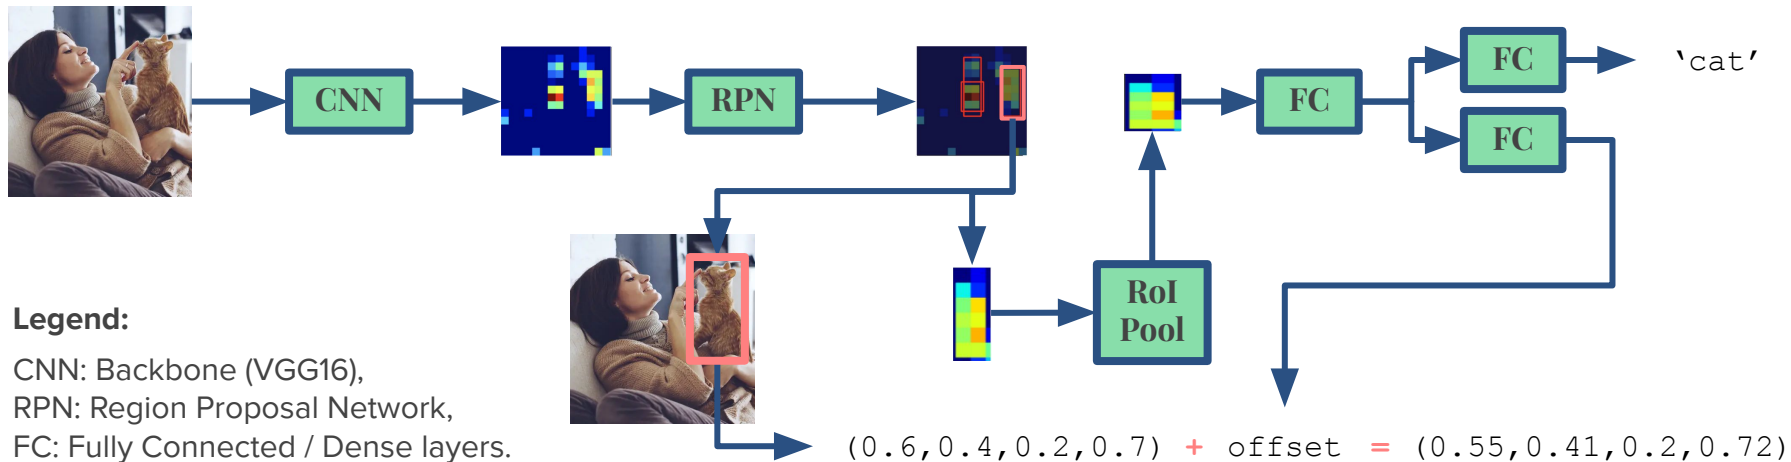 CNN
RPN
FC
FC
'cat'
FC
RoI
Pool
Legend:
CNN: Backbone (VGG16),
RPN: Region Proposal Network,
FC: Fully Connected / Dense layers.
(0.6,0.4,0.2,0.7) + offset = (0.55,0.41,0.2,0.72)